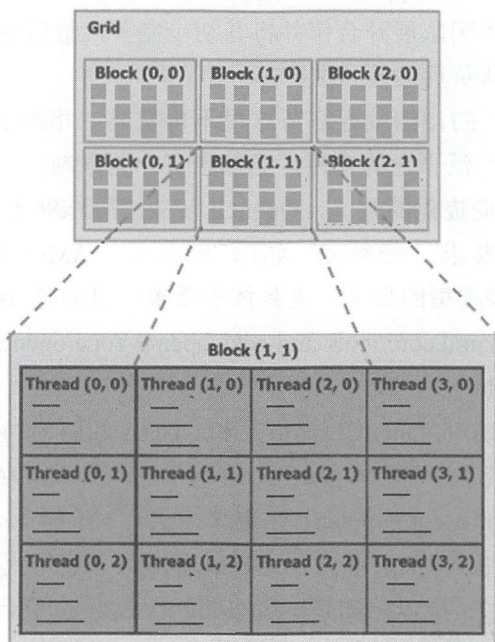 Grid
Block (0, 0) Block (1, 0) Block (2, 0)
Block (0, 1) Block (1, 1) Block (2, 1)
Block (1, 1)
Thread (0, 0) Thread (1, 0) Thread (2, 0) Thread (3, 0)
Thread (0, 1) Thread (1, 1) Thread (2, 1) Thread (3, 1)
Thread (0, 2) Thread (1, 2) Thread (2, 2) Thread (3, 2)